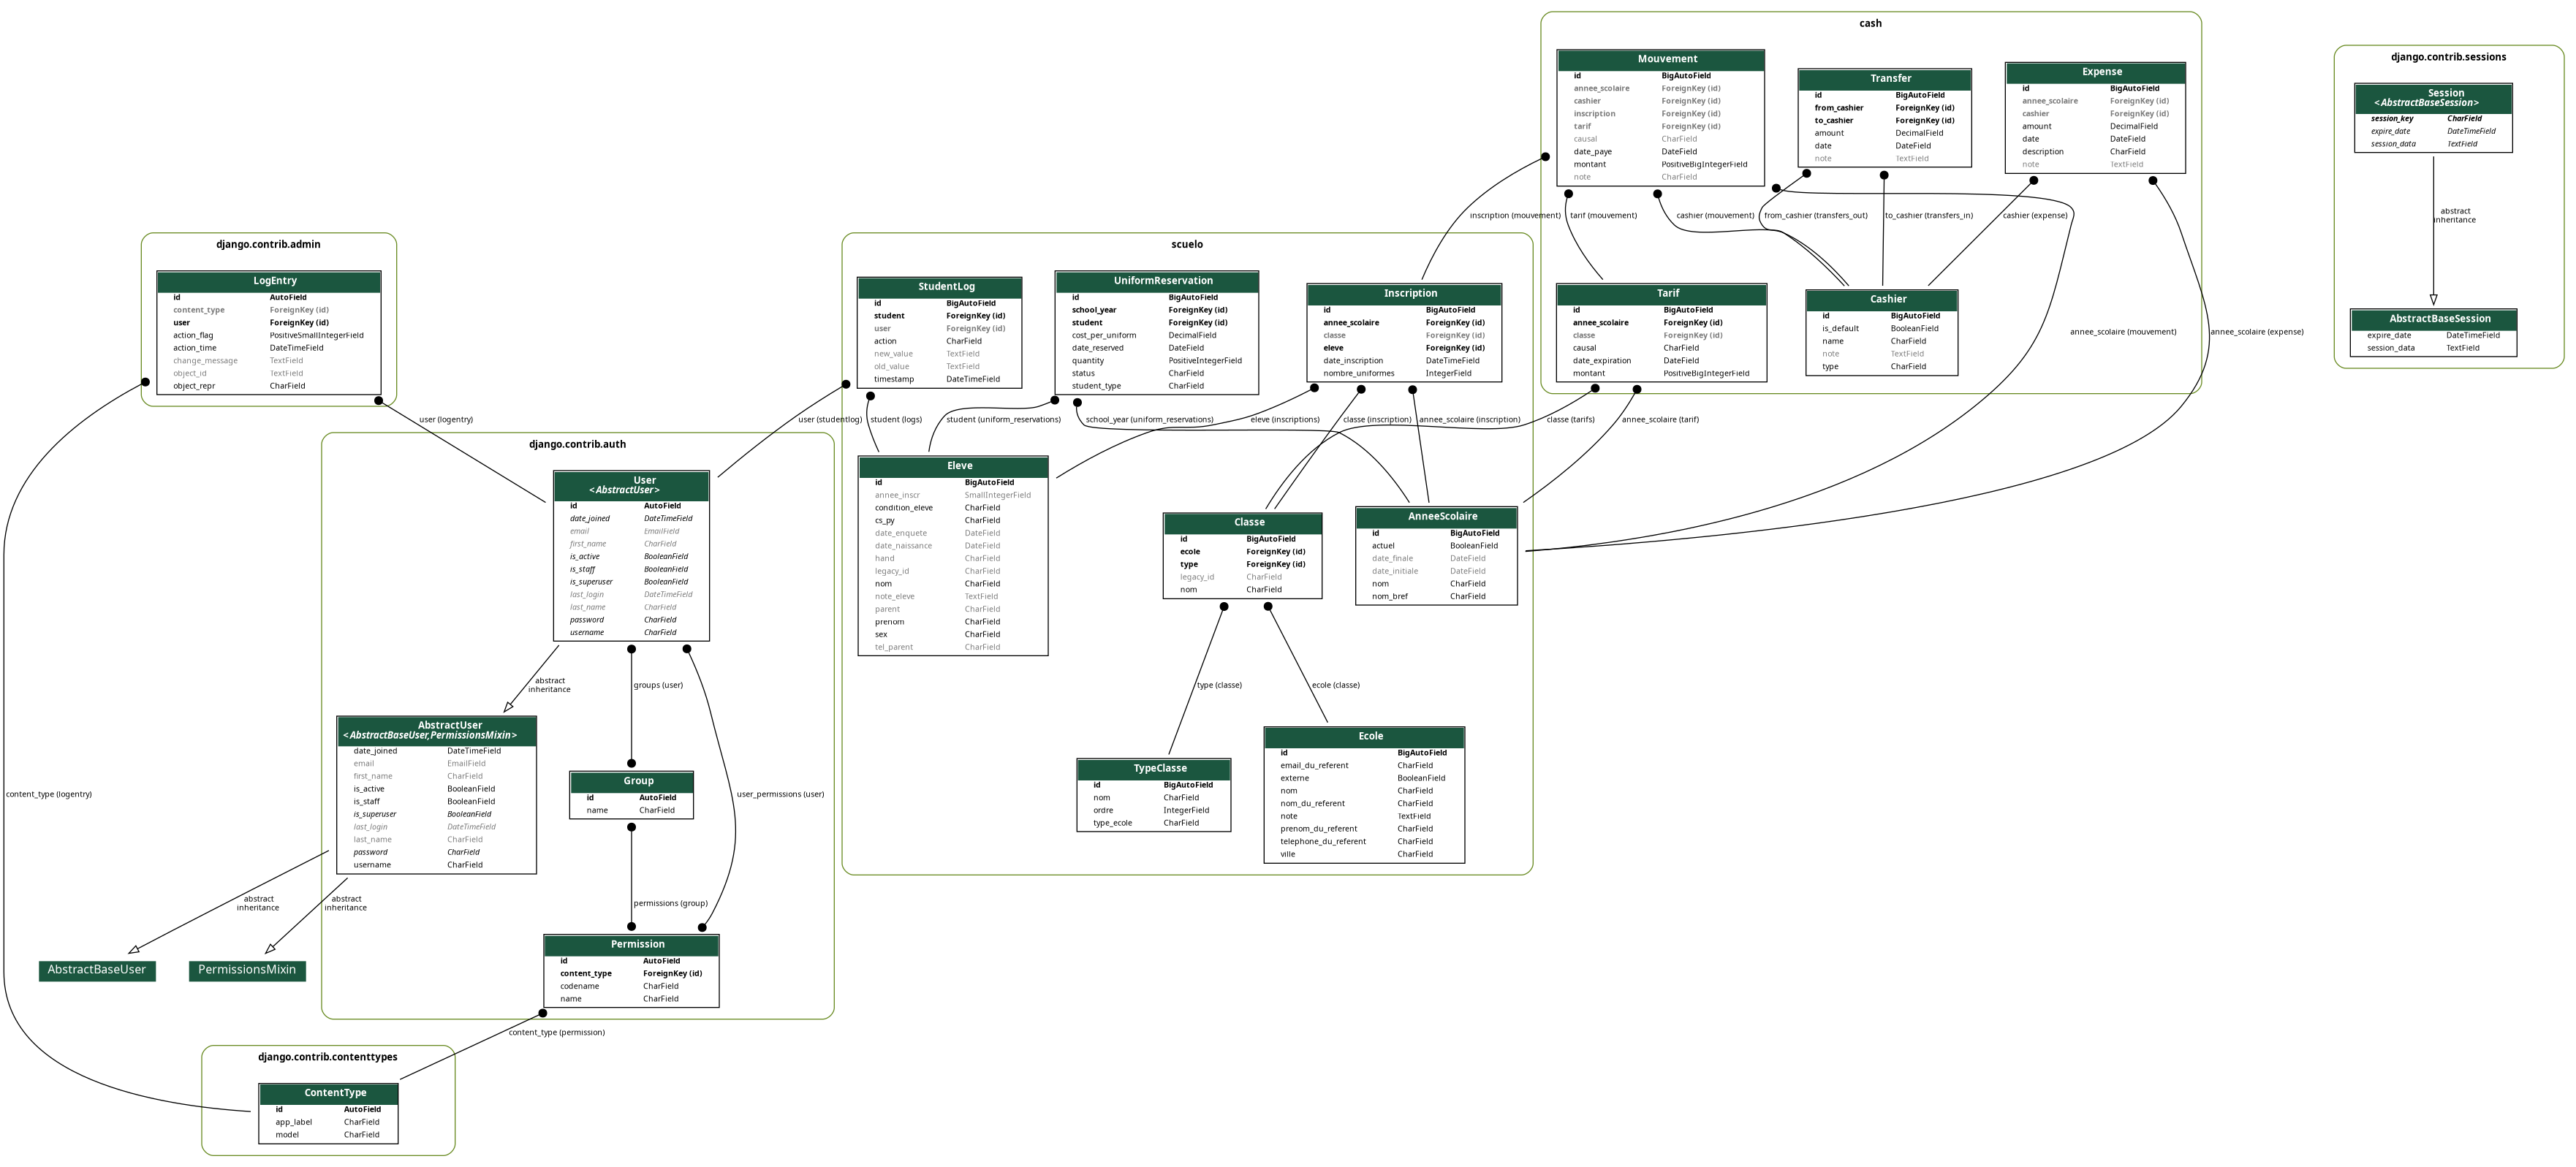 cash
Mouvement
id BigAutoField
annee_scolaire ForeignKey (id)
cashier ForeignKey (id)
inscription ForeignKey (id)
tarif ForeignKey (id)
causal CharField
date_paye DateField
montant PositiveBigIntegerField
note CharField
Transfer
id BigAutoField
from_cashier ForeignKey (id)
to_cashier ForeignKey (id)
amount DecimalField
date DateField
note TextField
Expense
id BigAutoField
annee_scolaire ForeignKey (id)
cashier ForeignKey (id)
amount DecimalField
date DateField
description CharField
note TextField
django.contrib.sessions
Session
<AbstractBaseSession>
session_key CharField
expire_date DateTimeField
session_data TextField
inscription (mouvement)
tarif (mouvement)
cashier (mouvement)
from_cashier (transfers_out)
to_cashier (transfers_in)
cashier (expense)
abstract
inheritance
django.contrib.admin
LogEntry
id AutoField
content_type ForeignKey (id)
user ForeignKey (id)
action_flag PositiveSmallIntegerField
action_time DateTimeField
change_message TextField
object_id TextField
object_repr CharField
scuelo
StudentLog
id BigAutoField
student ForeignKey (id)
user ForeignKey (id)
action CharField
new_value TextField
old_value TextField
timestamp DateTimeField
UniformReservation
id BigAutoField
school_year ForeignKey (id)
student ForeignKey (id)
cost_per_uniform DecimalField
date_reserved DateField
quantity PositiveIntegerField
status CharField
student_type CharField
Inscription
id BigAutoField
annee_scolaire ForeignKey (id)
classe ForeignKey (id)
eleve ForeignKey (id)
date_inscription DateTimeField
nombre_uniformes IntegerField
Tarif
id BigAutoField
annee_scolaire ForeignKey (id)
classe ForeignKey (id)
causal CharField
date_expiration DateField
montant PositiveBigIntegerField
Cashier
id BigAutoField
is_default BooleanField
name CharField
note TextField
type CharField
annee_scolaire (mouvement)
annee_scolaire (expense)
AbstractBaseSession
expire_date DateTimeField
session_data TextField
user (logentry)
user (studentlog)
student (logs)
student (uniform_reservations)
school_year (uniform_reservations)
eleve (inscriptions)
classe (inscription)
annee_scolaire (inscription)
classe (tarifs)
annee_scolaire (tarif)
django.contrib.auth
User
<AbstractUser>
id AutoField
date_joined DateTimeField
email EmailField
first_name CharField
is_active BooleanField
is_staff BooleanField
is_superuser BooleanField
last_login DateTimeField
last_name CharField
password CharField
username CharField
Eleve
id BigAutoField
annee_inscr SmallIntegerField
condition_eleve CharField
cs_py CharField
date_enquete DateField
date_naissance DateField
hand CharField
legacy_id CharField
nom CharField
note_eleve TextField
parent CharField
prenom CharField
sex CharField
tel_parent CharField
Classe
id BigAutoField
ecole ForeignKey (id)
type ForeignKey (id)
legacy_id CharField
nom CharField
AnneeScolaire
id BigAutoField
actuel BooleanField
date_finale DateField
date_initiale DateField
nom CharField
nom_bref CharField
abstract
inheritance
groups (user)
type (classe)
ecole (classe)
AbstractUser
<AbstractBaseUser,PermissionsMixin>
date_joined DateTimeField
email EmailField
first_name CharField
is_active BooleanField
is_staff BooleanField
is_superuser BooleanField
last_login DateTimeField
last_name CharField
password CharField
username CharField
Group
id AutoField
name CharField
TypeClasse
id BigAutoField
nom CharField
ordre IntegerField
type_ecole CharField
Ecole
id BigAutoField
email_du_referent CharField
externe BooleanField
nom CharField
nom_du_referent CharField
note TextField
prenom_du_referent CharField
telephone_du_referent CharField
ville CharField
content_type (logentry)
user_permissions (user)
abstract
inheritance
abstract
inheritance
permissions (group)
AbstractBaseUser
PermissionsMixin
Permission
id AutoField
content_type ForeignKey (id)
codename CharField
name CharField
content_type (permission)
django.contrib.contenttypes
ContentType
id AutoField
app_label CharField
model CharField